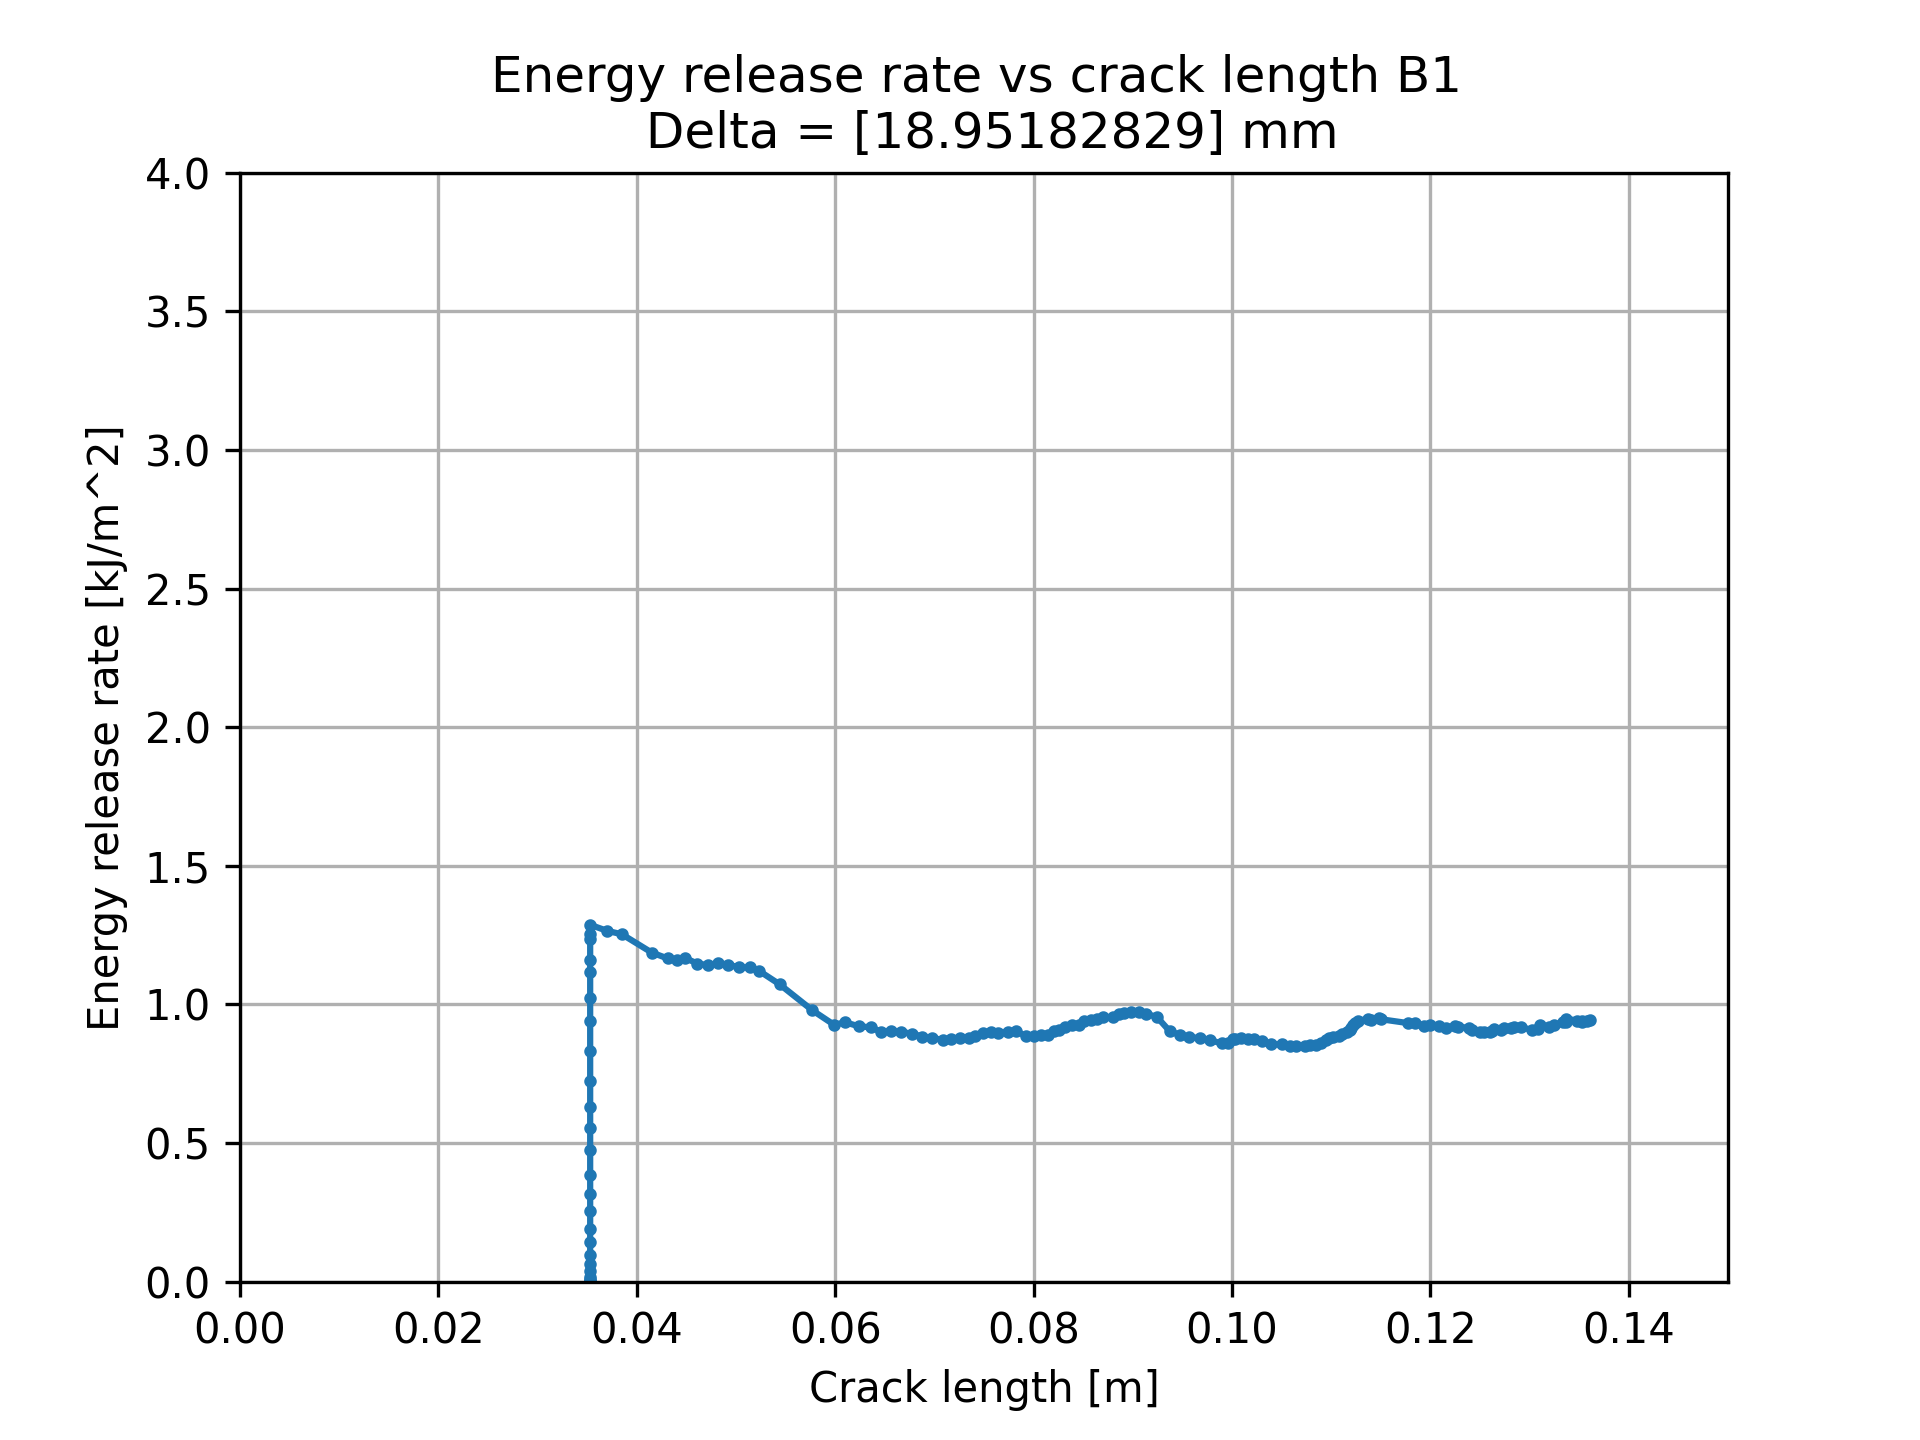 Energy release rate vs crack length B1
Delta = [18.95182829] mm
4.0
3.5
3.0
2.5
2.0
1.5
1.0
0.5
0.0
Energy release rate [kJ/m^2]
0.00 0.02 0.04 0.06 0.08 0.10 0.12 0.14
Crack length [m]